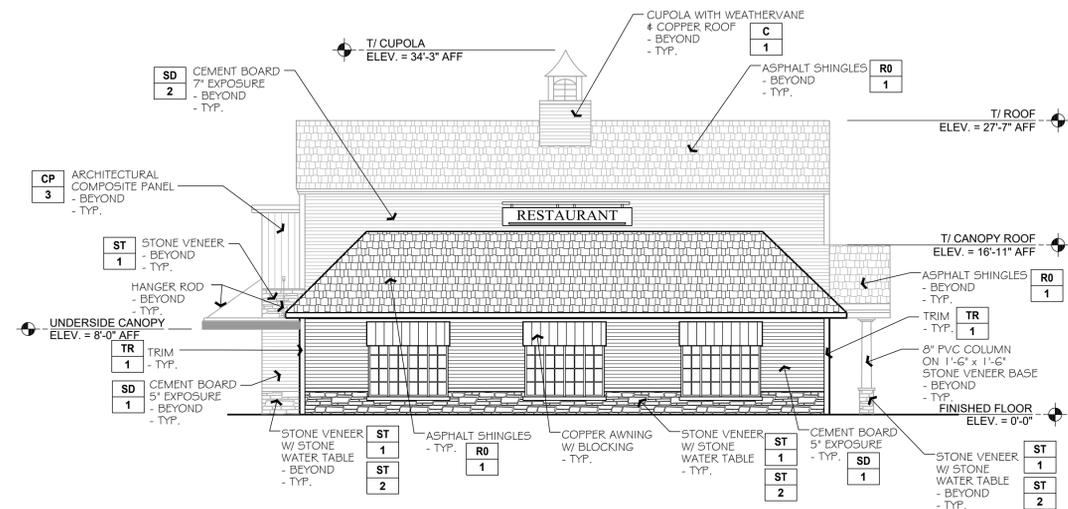 CUPOLA WITH WEATHERVANE
& COPPER ROOF
- BEYOND
- TYP.
C
1
T/ CUPOLA
ELEV. = 34'-3" AFF
SD
2
CEMENT BOARD
7" EXPOSURE
- BEYOND
- TYP.
ASPHALT SHINGLES
- BEYOND
- TYP.
R0
1
T/ ROOF
ELEV. = 27'-7" AFF
CP
3
ARCHITECTURAL
COMPOSITE PANEL
- BEYOND
- TYP.
RESTAURANT
ST
1
STONE VENEER
- BEYOND
- TYP.
T/ CANOPY ROOF
ELEV. = 16'-11" AFF
HANGER ROD
- BEYOND
- TYP.
ASPHALT SHINGLES
- BEYOND
- TYP.
R0
1
UNDERSIDE CANOPY
ELEV. = 8'-0" AFF
TRIM
- TYP.
TR
1
TR
1
TRIM
- TYP.
8" PVC COLUMN
ON 1'-6" x 1'-6"
STONE VENEER BASE
- BEYOND
- TYP.
SD
1
CEMENT BOARD
5" EXPOSURE
- BEYOND
- TYP.
FINISHED FLOOR
ELEV. = 0'-0"
STONE VENEER
W/ STONE
WATER TABLE
- BEYOND
- TYP.
ST
1
ST
2
ASPHALT SHINGLES
- TYP.
R0
1
COPPER AWNING
W/ BLOCKING
- TYP.
STONE VENEER
W/ STONE
WATER TABLE
- TYP.
ST
1
ST
2
CEMENT BOARD
5" EXPOSURE
- TYP.
SD
1
STONE VENEER
W/ STONE
WATER TABLE
- BEYOND
- TYP.
ST
1
ST
2